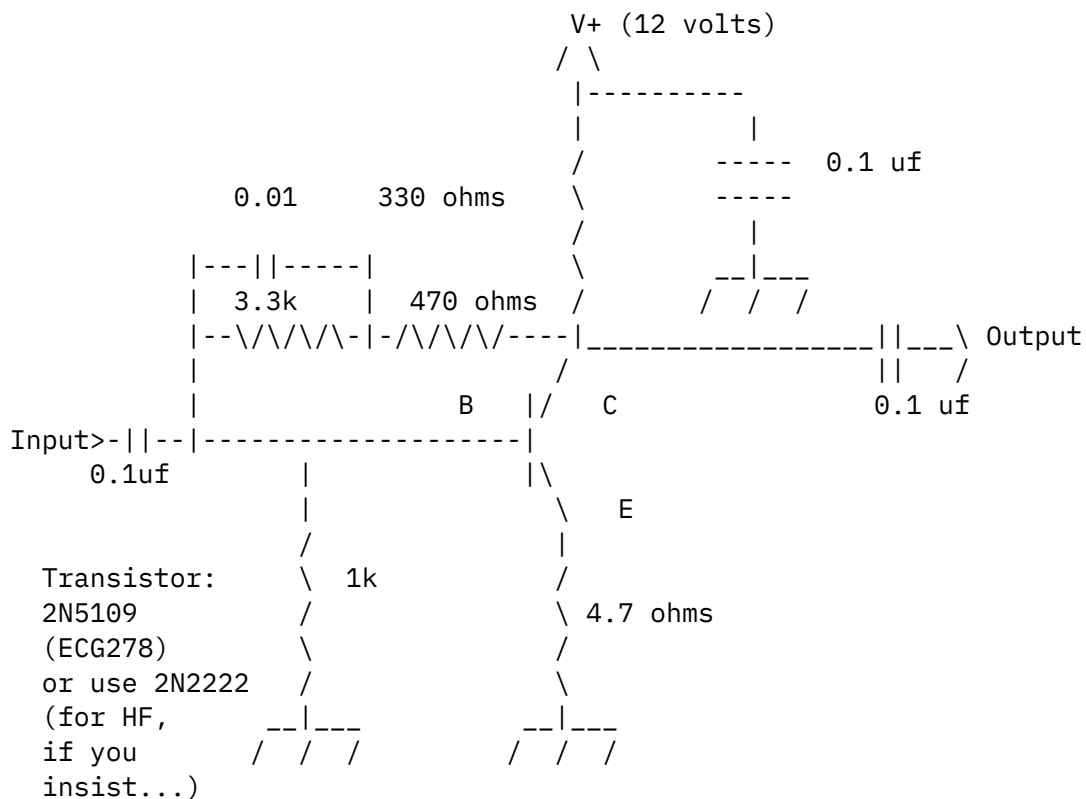 V+ (12 volts)
0.1 uf
0.01 330 ohms
3.3k 470 ohms
Output
B C 0.1 uf
Input>
0.1uf
E
Transistor: 1k
2N5109 4.7 ohms
(ECG278)
or use 2N2222
(for HF,
if you
insist...)